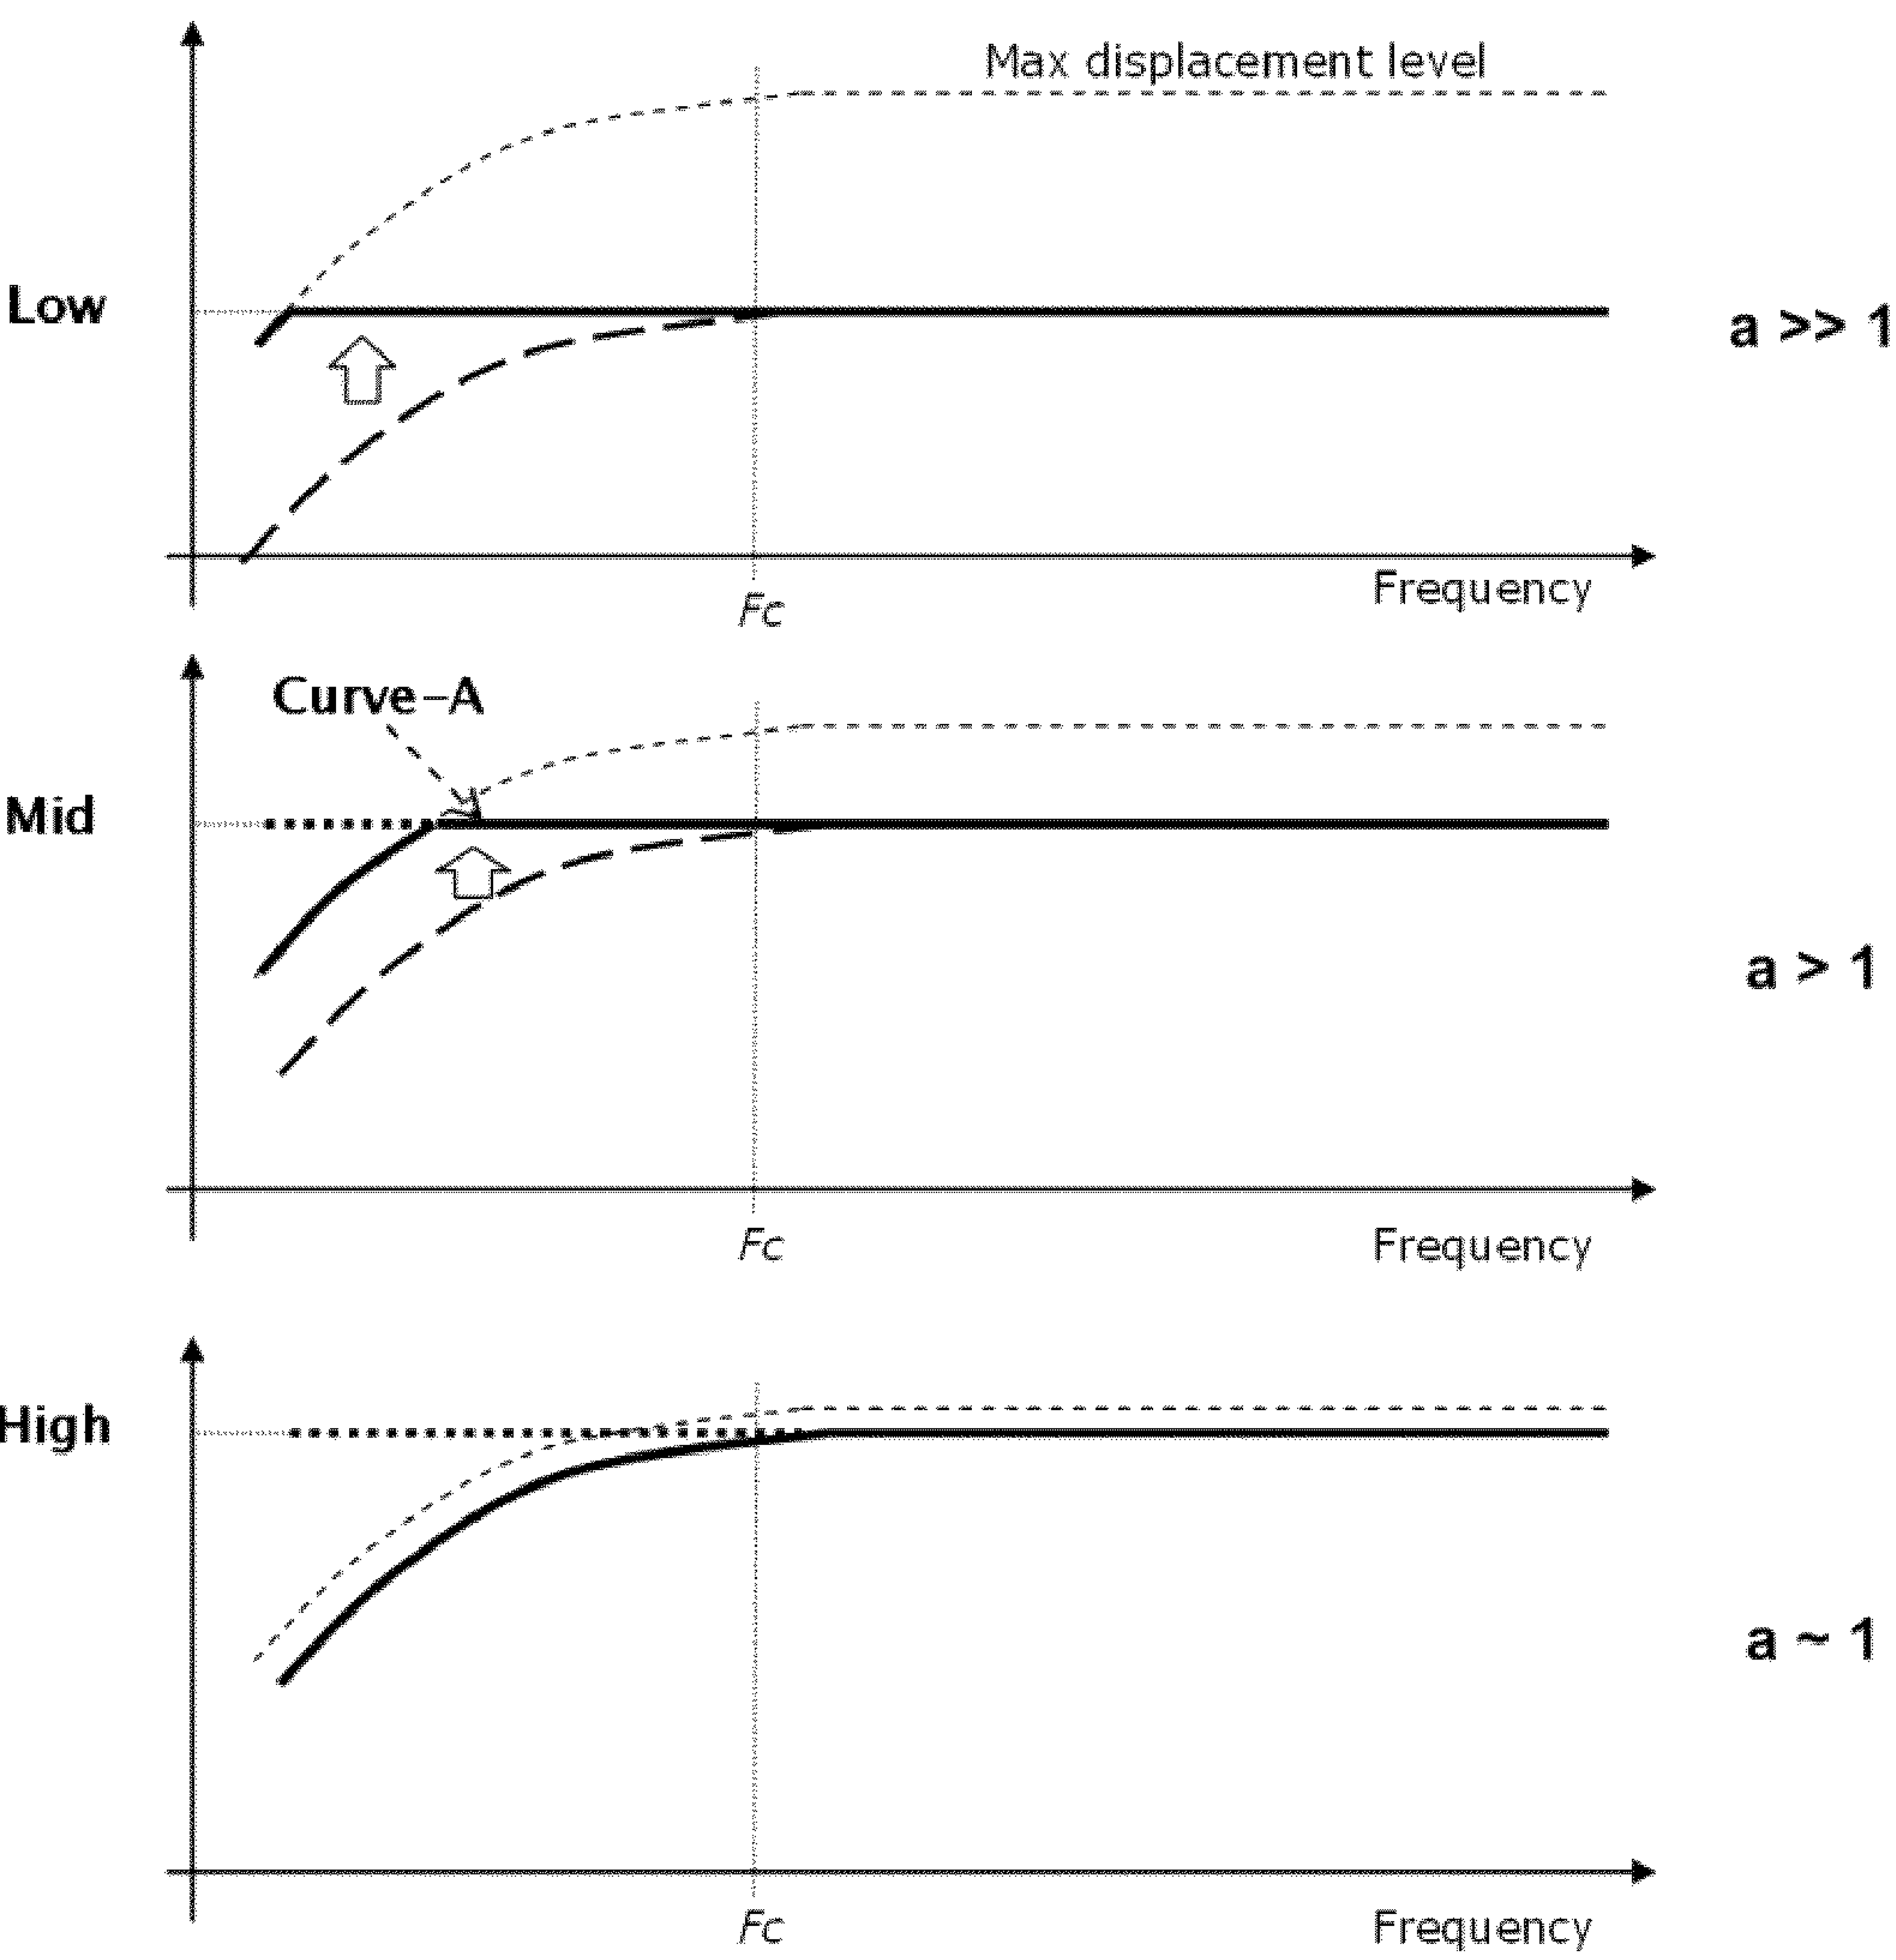 Max displacement level
Low
a >> 1
Frequency
Fc
Curve-A
Mid
a > 1
Fc
Frequency
High
a ~ 1
Fc
Frequency